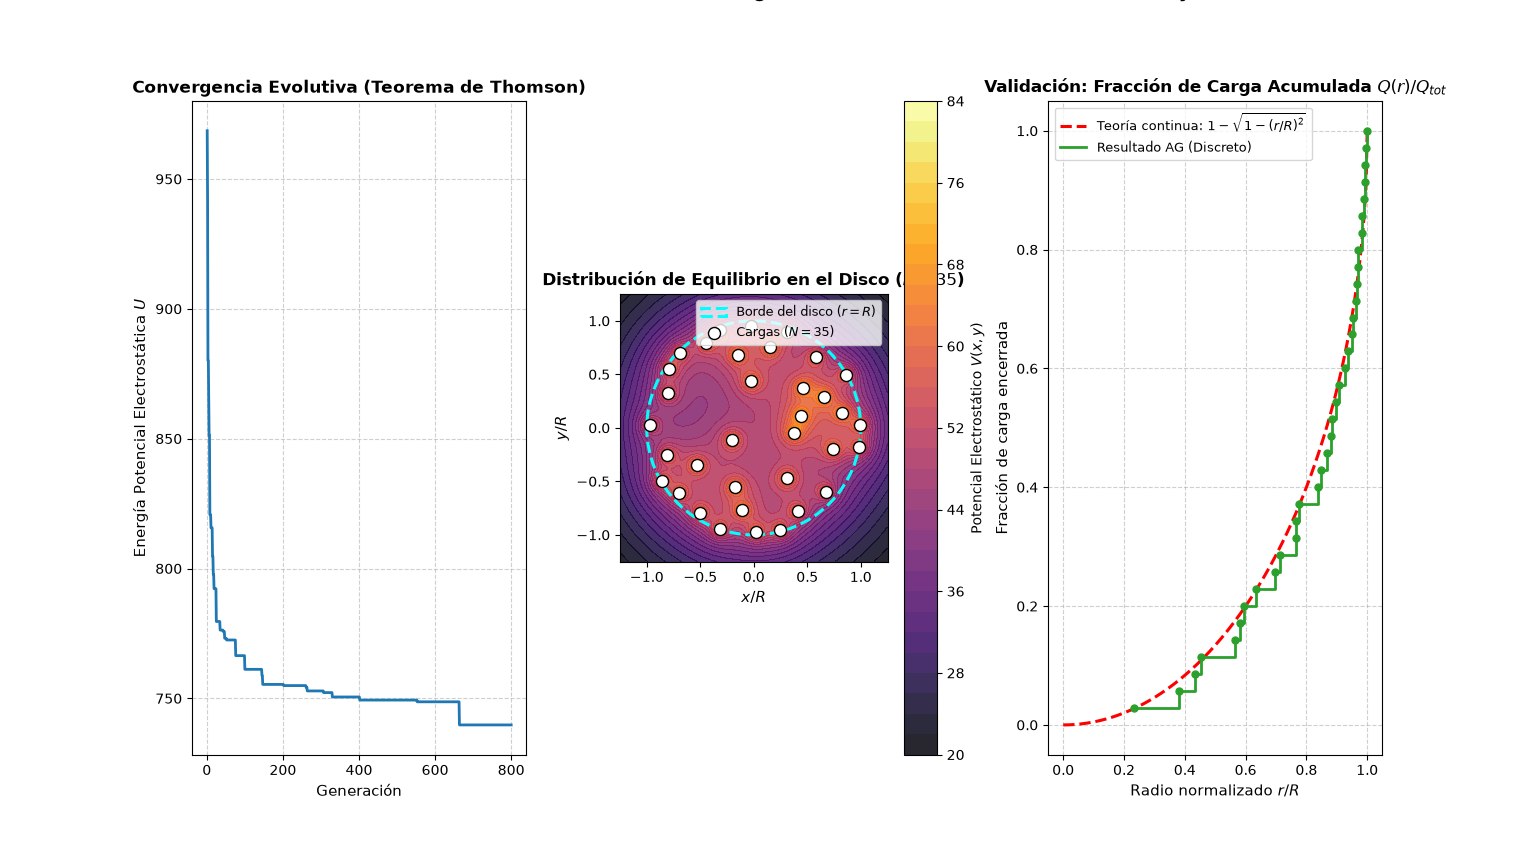 Convergencia Evolutiva (Teorema de Thomson)
950
900
850
800
750
0 200 400 600 800
Energía Potencial Electrostática U
Generación
Distribución de Equilibrio en el Disco (35)
Borde del disco (r = R)
Cargas (N = 35)
1.0
0.5
0.0
−0.5
−1.0
−1.0 −0.5 0.0 0.5 1.0
y/R
x/R
84
76
68
60
52
44
36
28
20
Potencial Electrostático V(x, y)
Validación: Fracción de Carga Acumulada Q(r)/Q_tot
Teoría continua: 1 − √1 − (r/R)²
Resultado AG (Discreto)
1.0
0.8
0.6
0.4
0.2
0.0
0.0 0.2 0.4 0.6 0.8 1.0
Fracción de carga encerrada
Radio normalizado r/R